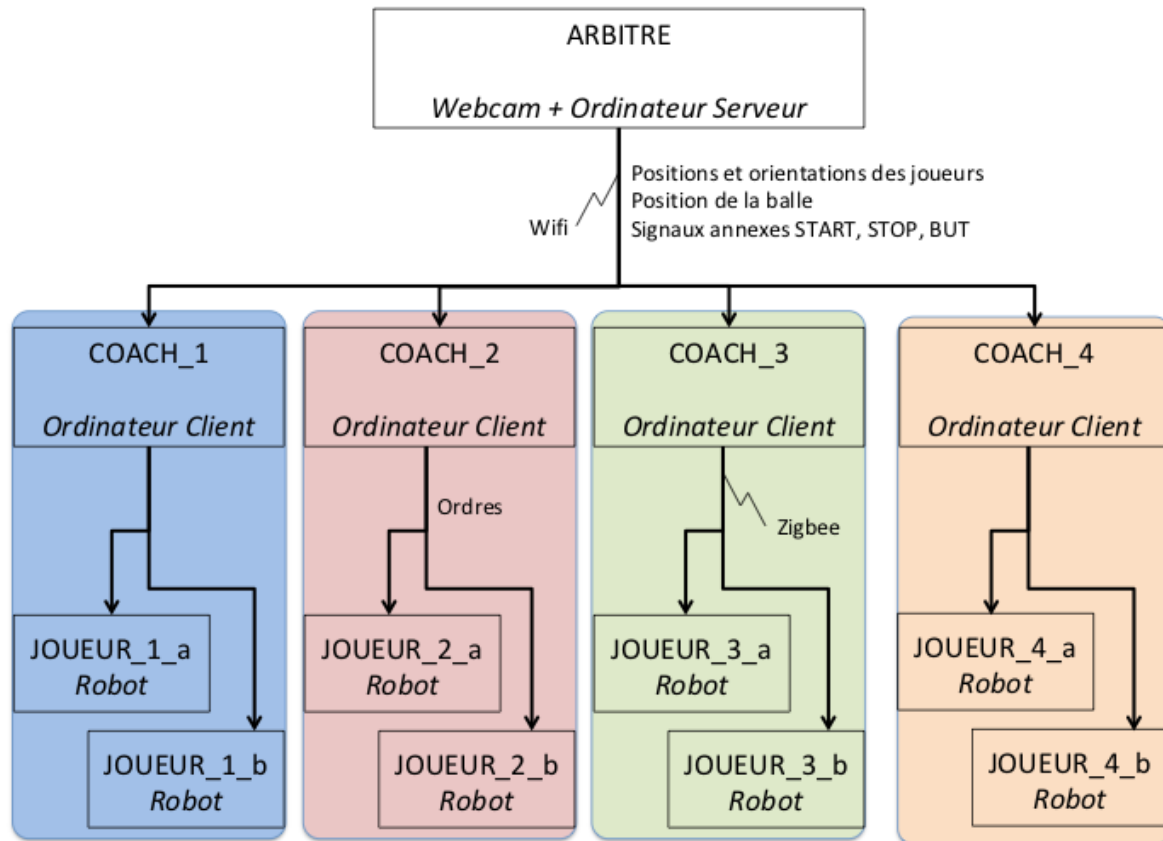 ARBITRE
Webcam + Ordinateur Serveur
Positions et orientations des joueurs
Position de la balle
Wifi
Signaux annexes START, STOP, BUT
COACH_1
Ordinateur Client
COACH_2
Ordinateur Client
COACH_3
Ordinateur Client
COACH_4
Ordinateur Client
Ordres
Zigbee
JOUEUR_1_a
Robot
JOUEUR_2_a
Robot
JOUEUR_3_a
Robot
JOUEUR_4_a
Robot
JOUEUR_1_b
Robot
JOUEUR_2_b
Robot
JOUEUR_3_b
Robot
JOUEUR_4_b
Robot